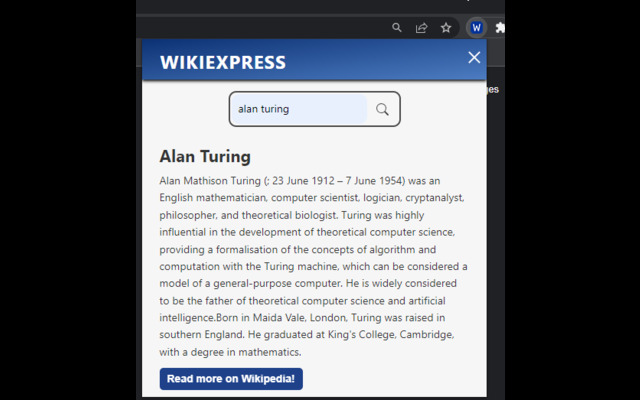 W
WIKIEXPRESS
ges
alan turing
Alan Turing
Alan Mathison Turing (; 23 June 1912 – 7 June 1954) was an
English mathematician, computer scientist, logician, cryptanalyst,
philosopher, and theoretical biologist. Turing was highly
influential in the development of theoretical computer science,
providing a formalisation of the concepts of algorithm and
computation with the Turing machine, which can be considered a
model of a general-purpose computer. He is widely considered
to be the father of theoretical computer science and artificial
intelligence.Born in Maida Vale, London, Turing was raised in
southern England. He graduated at King's College, Cambridge,
with a degree in mathematics.
Read more on Wikipedia!